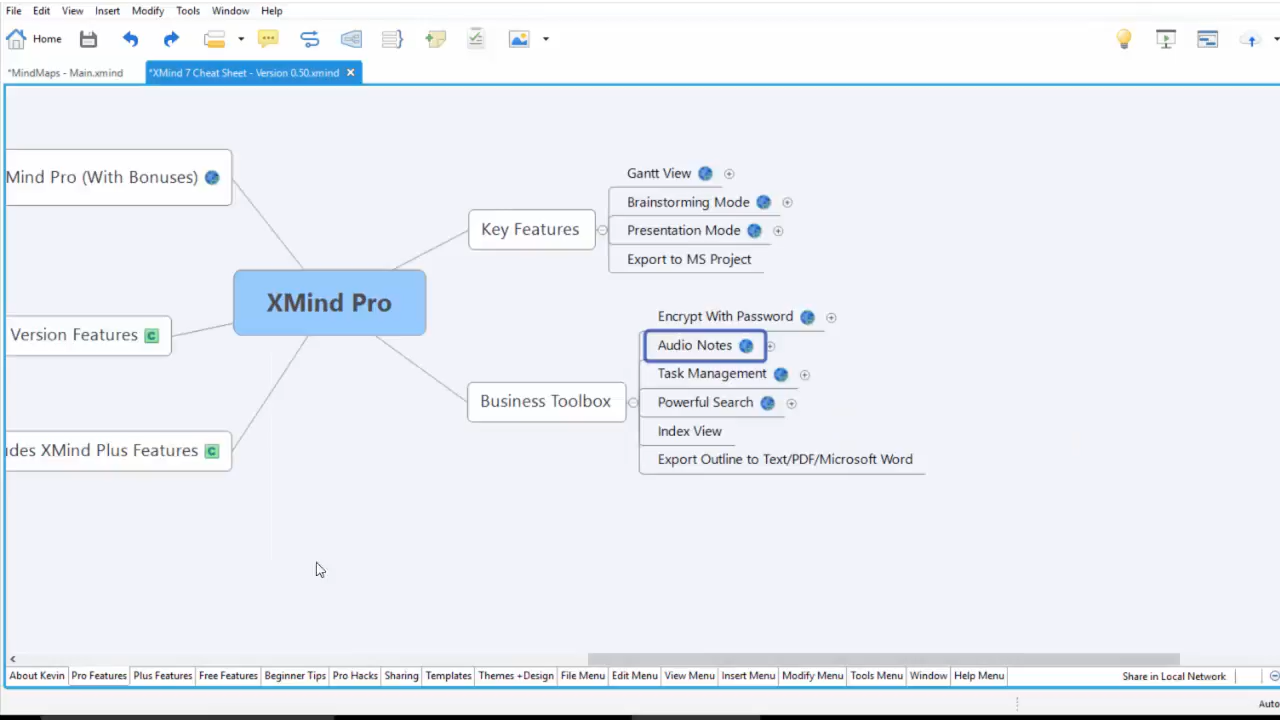 File Edit View Insert Modify Tools Window Help
Home
*MindMaps - Main.xmind
*XMind 7 Cheat Sheet - Version 0.50.xmind
Mind Pro (With Bonuses)
Version Features C
udes XMind Plus Features C
XMind Pro
Key Features
Gantt View
Brainstorming Mode
Presentation Mode
Export to MS Project
Business Toolbox
Encrypt With Password
Audio Notes
Task Management
Powerful Search
Index View
Export Outline to Text/PDF/Microsoft Word
About Kevin Pro Features Plus Features Free Features Beginner Tips Pro Hacks Sharing Templates Themes +Design File Menu Edit Menu View Menu Insert Menu Modify Menu Tools Menu Window Help Menu Share in Local Network
Auto